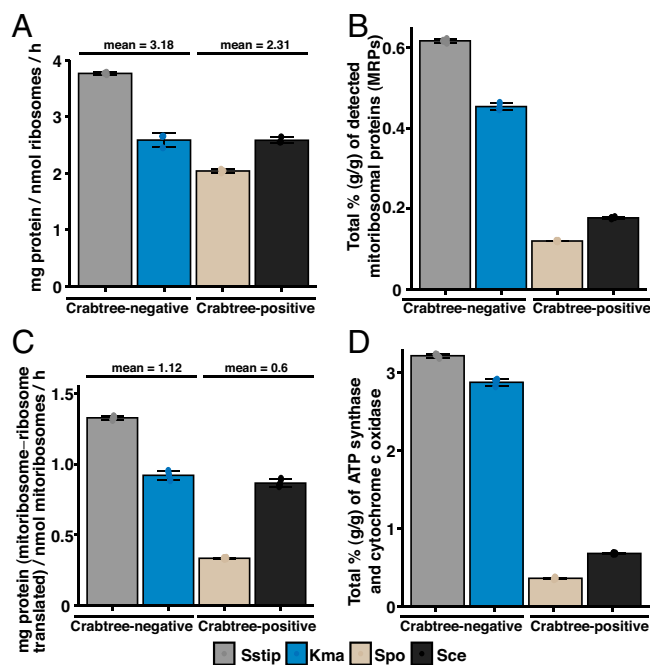 A
mean = 3.18 mean = 2.31
mg protein / nmol ribosomes / h
4
3
2
1
0
Crabtree-negative Crabtree-positive
B
Total % (g/g) of detected
mitoribosomal proteins (MRPs)
0.6
0.4
0.2
0
Crabtree-negative Crabtree-positive
C
mean = 1.12 mean = 0.6
mg protein (mitoribosome–ribosome
translated) / nmol mitoribosomes / h
1.5
1.0
0.5
0
Crabtree-negative Crabtree-positive
D
Total % (g/g) of ATP synthase
and cytochrome c oxidase
3
2
1
0
Crabtree-negative Crabtree-positive
Sstip Kma Spo Sce